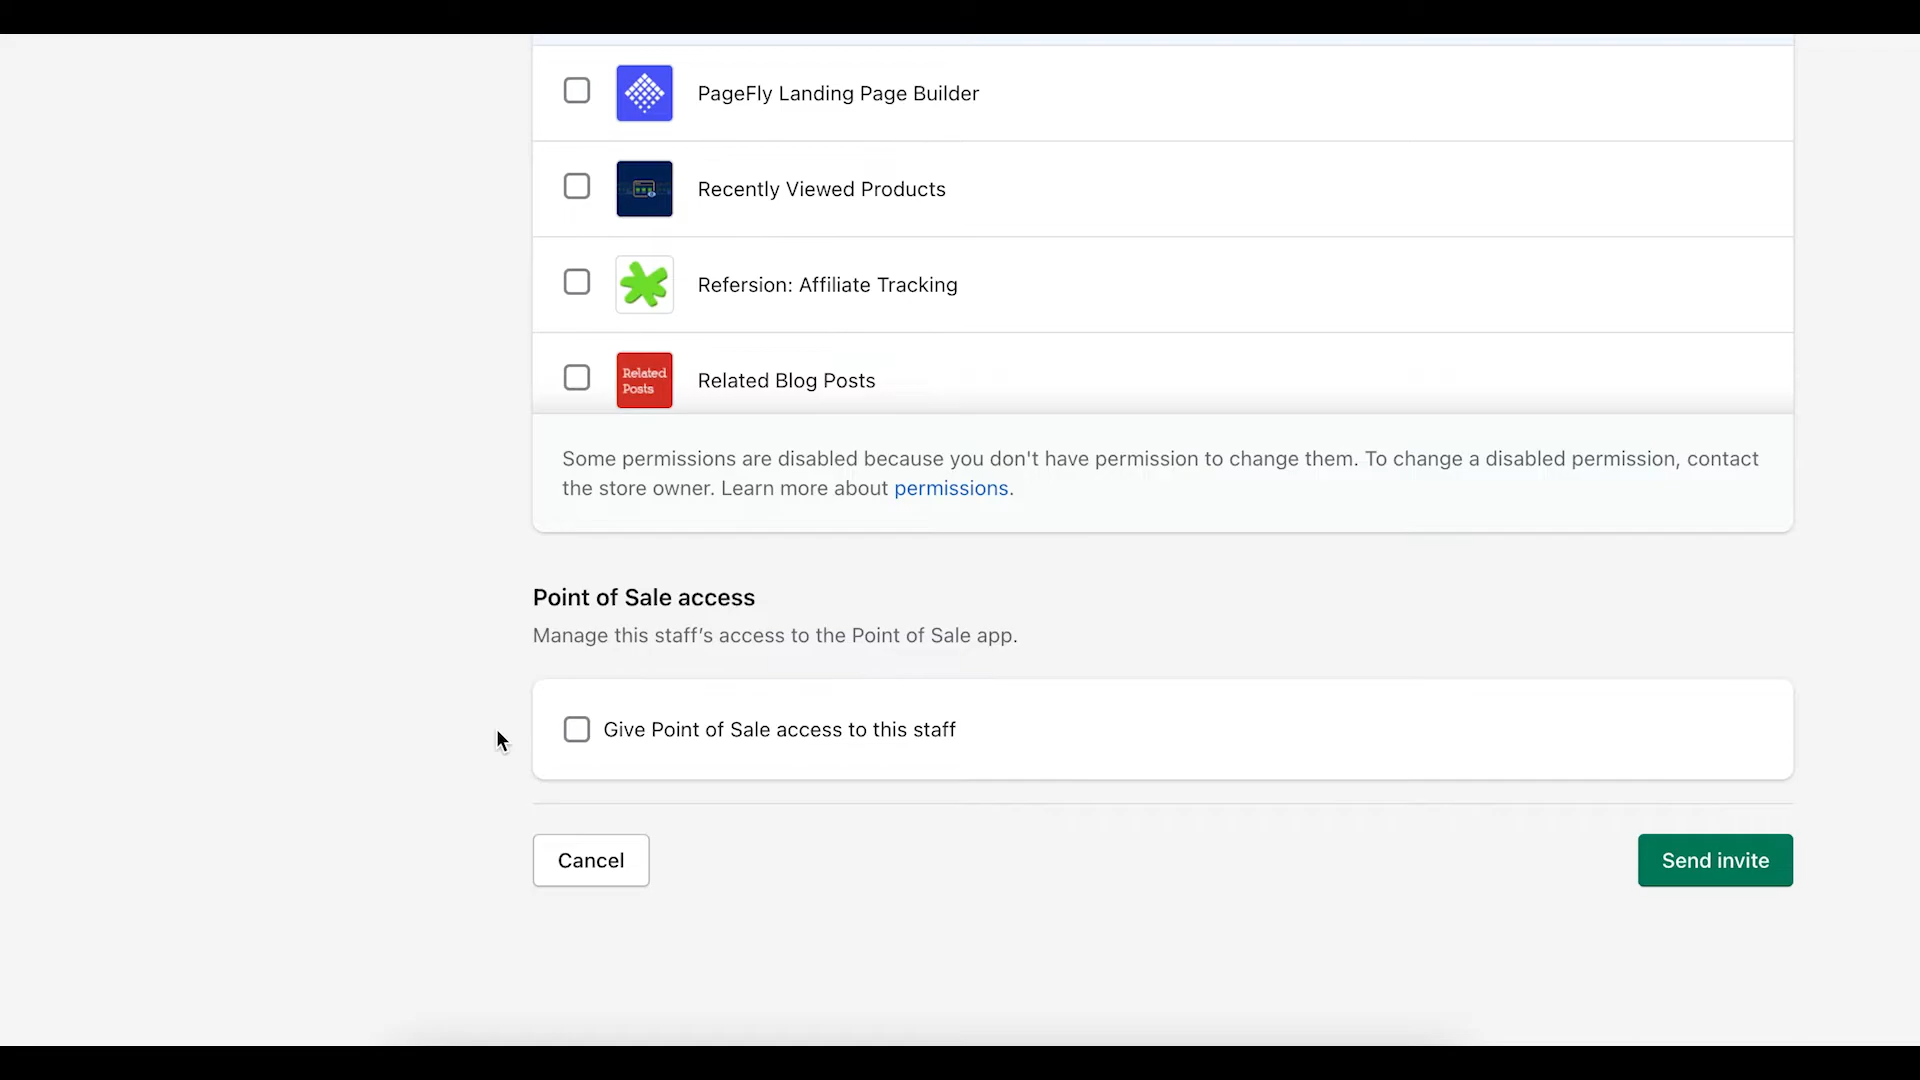 PageFly Landing Page Builder
Recently Viewed Products
Refersion: Affiliate Tracking
Related
Posts
Related Blog Posts
Some permissions are disabled because you don't have permission to change them. To change a disabled permission, contact
the store owner. Learn more about permissions.
Point of Sale access
Manage this staff’s access to the Point of Sale app.
Give Point of Sale access to this staff
Cancel
Send invite